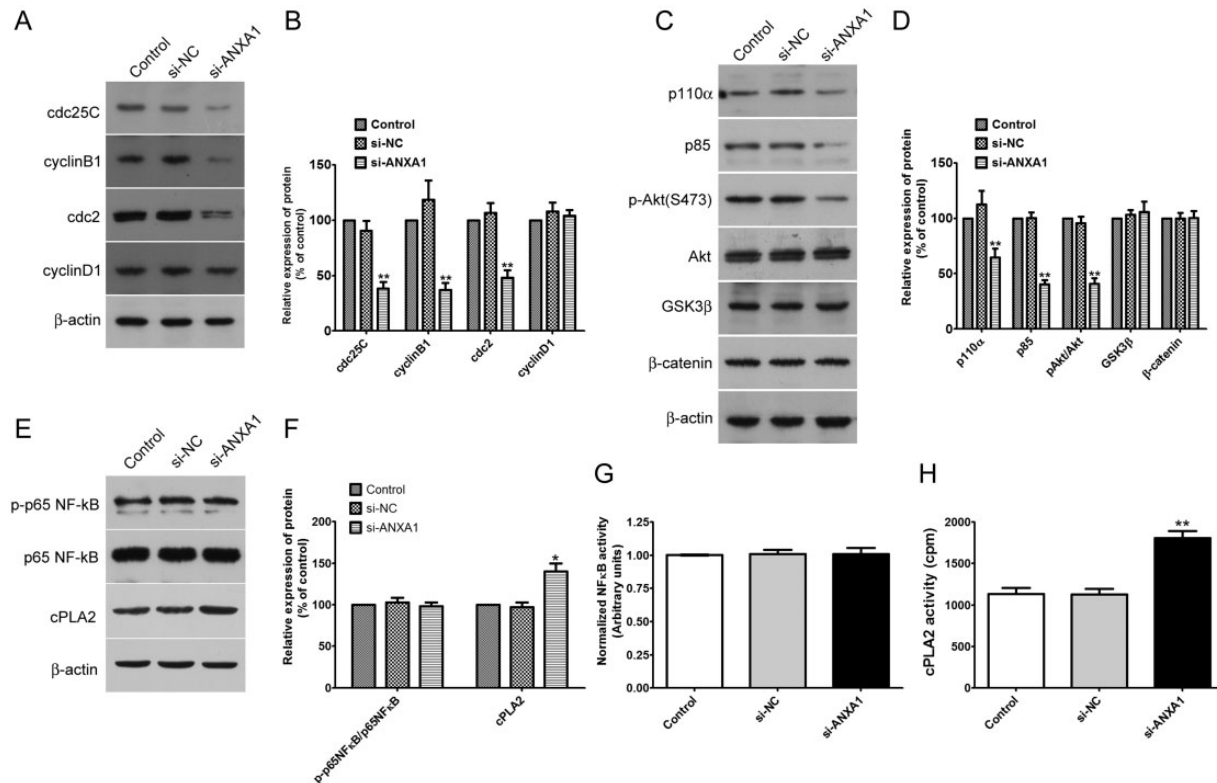 A
Control
si-NC
si-ANXA1
cdc25C
cyclinB1
cdc2
cyclinD1
β-actin
B
Control
si-NC
si-ANXA1
Relative expression of protein
(% of control)
150
100
50
0
**
**
**
cdc25C
cyclinB1
cdc2
cyclinD1
C
Control
si-NC
si-ANXA1
p110α
p85
p-Akt(S473)
Akt
GSK3β
β-catenin
β-actin
D
Control
si-NC
si-ANXA1
Relative expression of protein
(% of control)
150
100
50
0
**
**
**
p110α
p85
pAkt/Akt
GSK3β
β-catenin
E
Control
si-NC
si-ANXA1
p-p65 NF-kB
p65 NF-kB
cPLA2
β-actin
F
Control
si-NC
si-ANXA1
Relative expression of protein
(% of control)
200
150
100
50
0
*
p-p65NFκB/p65NFκB
cPLA2
G
Normalized NFκB activity
(Arbitrary units)
1.25
1.00
0.75
0.50
0.25
0.00
Control
si-NC
si-ANXA1
H
cPLA2 activity (cpm)
2000
1600
1200
800
400
0
**
Control
si-NC
si-ANXA1